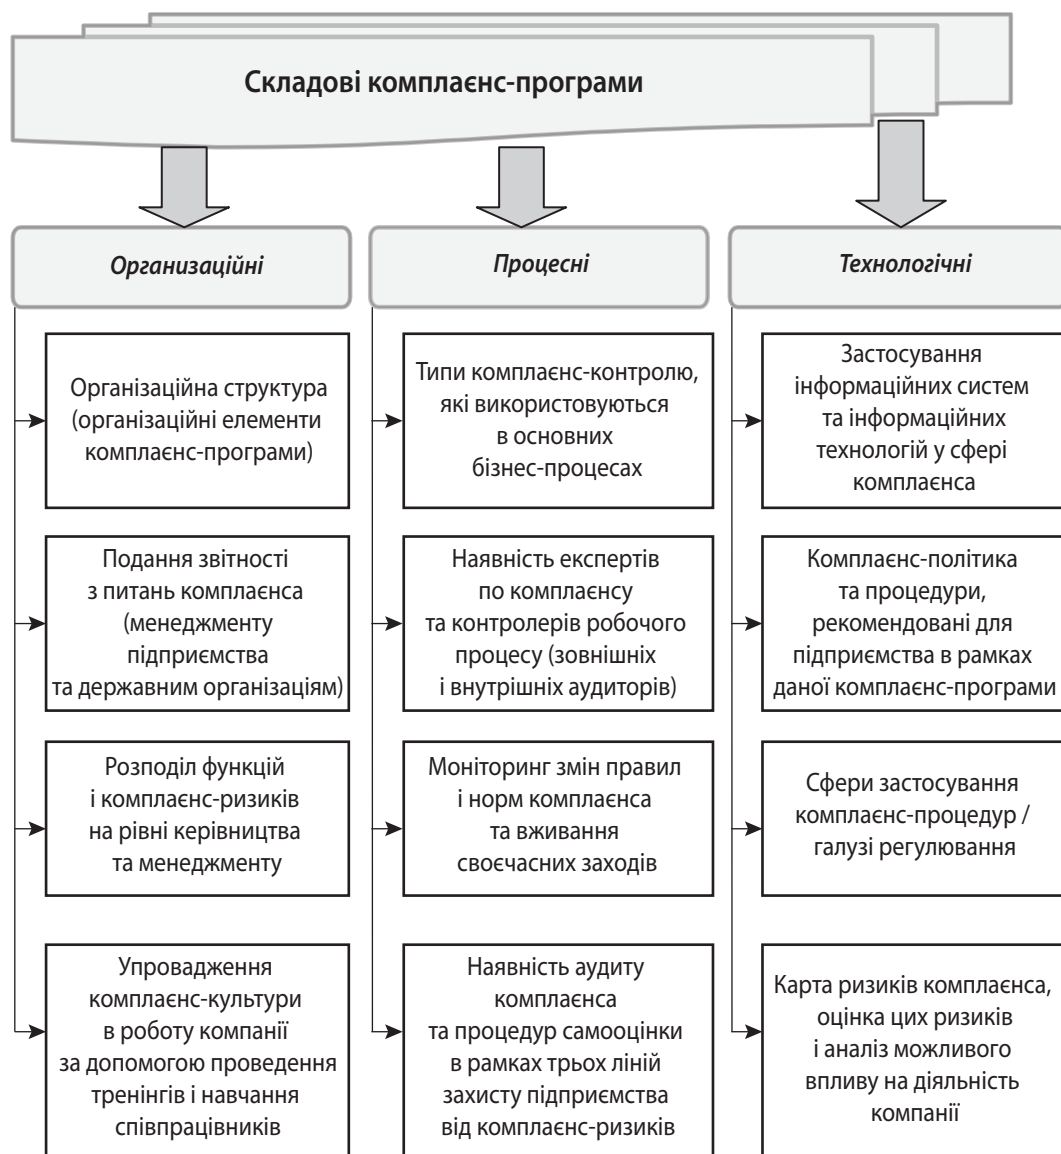 Складові комплаєнс-програми
Организаційні
Організаційна структура
(організаційні елементи
комплаєнс-програми)
Подання звітності
з питань комплаєнса
(менеджменту
підприємства
та державним організаціям)
Розподіл функцій
і комплаєнс-ризиків
на рівні керівництва
та менеджменту
Упровадження
комплаєнс-культури
в роботу компанії
за допомогою проведення
тренінгів і навчання
співпрацівників
Процесні
Типи комплаєнс-контролю,
які використовуються
в основних
бізнес-процесах
Наявність експертів
по комплаєнсу
та контролерів робочого
процесу (зовнішніх
і внутрішніх аудиторів)
Моніторинг змін правил
і норм комплаєнса
та вживання
своєчасних заходів
Наявність аудиту
комплаєнса
та процедур самооцінки
в рамках трьох ліній
захисту підприємства
від комплаєнс-ризиків
Технологічні
Застосування
інформаційних систем
та інформаційних
технологій у сфері
комплаєнса
Комплаєнс-політика
та процедури,
рекомендовані для
підприємства в рамках
даної комплаєнс-програми
Сфери застосування
комплаєнс-процедур /
галузі регулювання
Карта ризиків комплаєнса,
оцінка цих ризиків
і аналіз можливого
впливу на діяльність
компанії